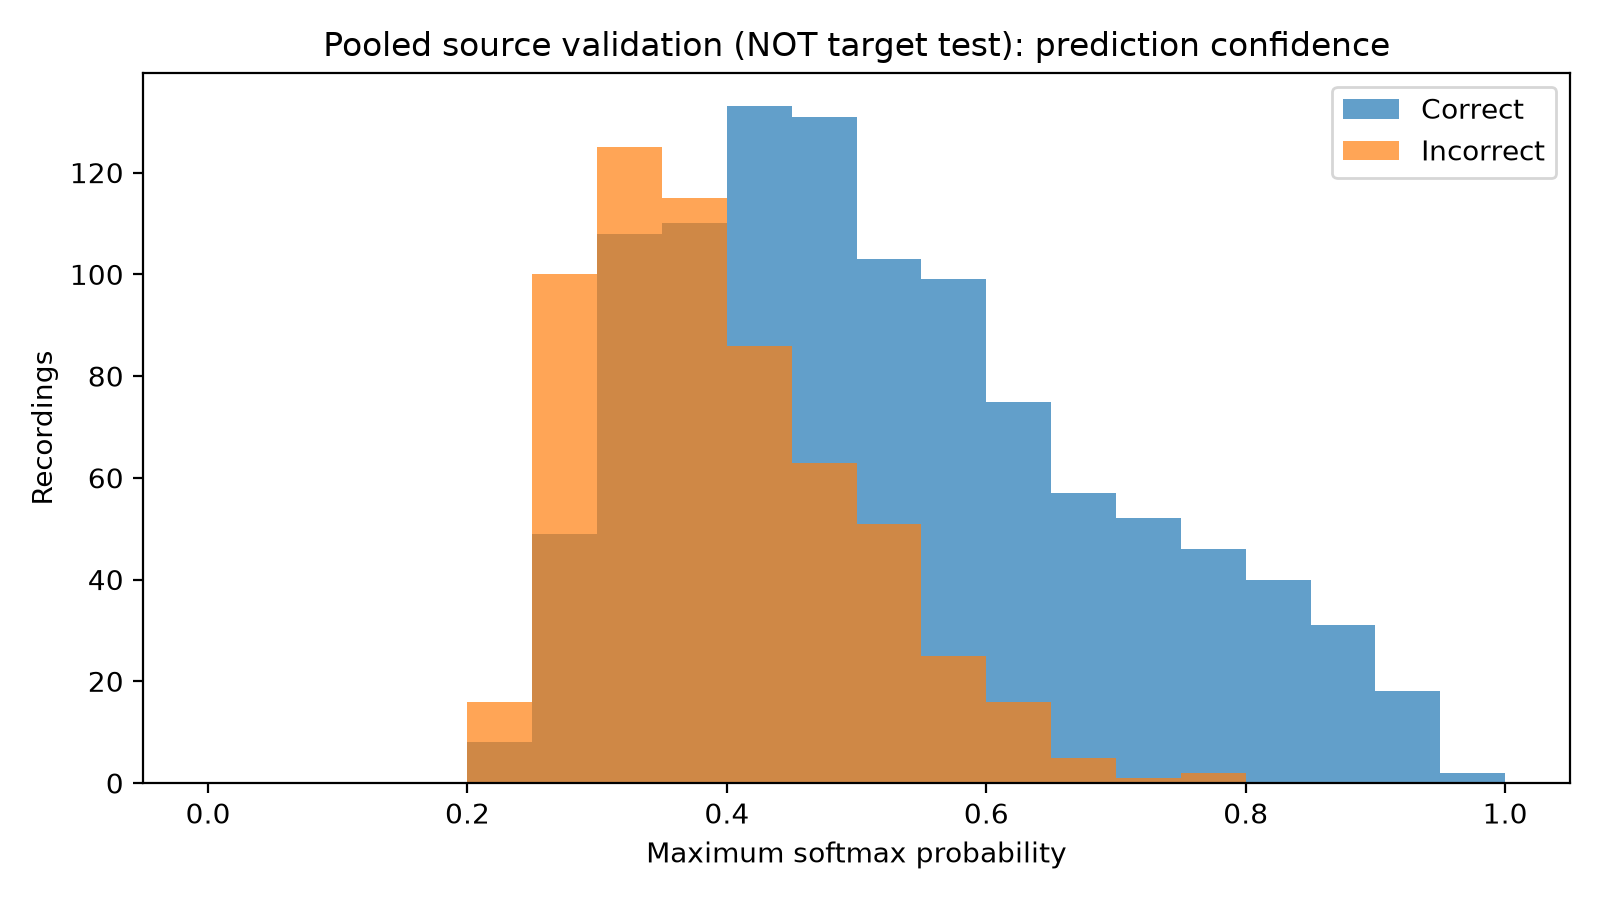 Pooled source validation (NOT target test): prediction confidence
Correct
Incorrect
120
100
80
60
40
20
0
Recordings
0.0 0.2 0.4 0.6 0.8 1.0
Maximum softmax probability